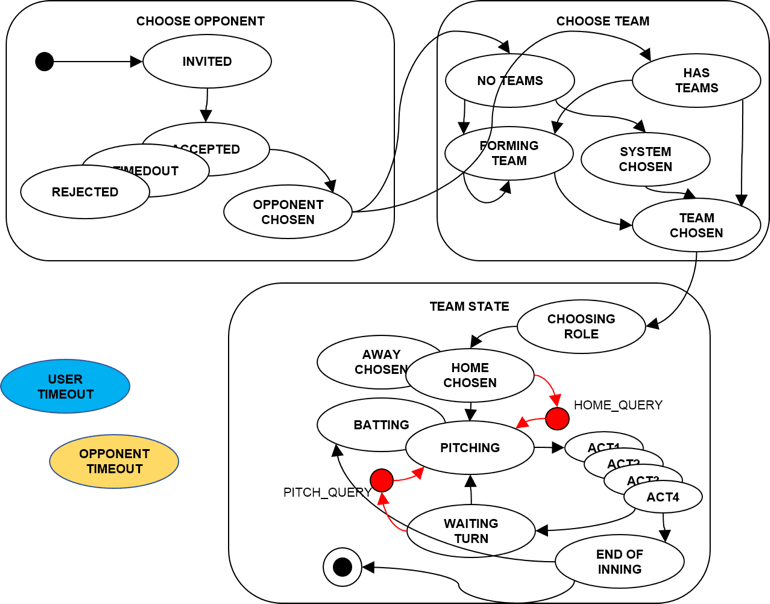 CHOOSE OPPONENT
INVITED
ACCEPTED
TIMEDOUT
REJECTED
OPPONENT
CHOSEN
CHOOSE TEAM
NO TEAMS
HAS
TEAMS
FORMING
TEAM
SYSTEM
CHOSEN
TEAM
CHOSEN
TEAM STATE
CHOOSING
ROLE
AWAY
CHOSEN
HOME
CHOSEN
HOME_QUERY
BATTING
PITCHING
ACT1
ACT2
ACT3
ACT4
PITCH_QUERY
WAITING
TURN
END OF
INNING
USER
TIMEOUT
OPPONENT
TIMEOUT